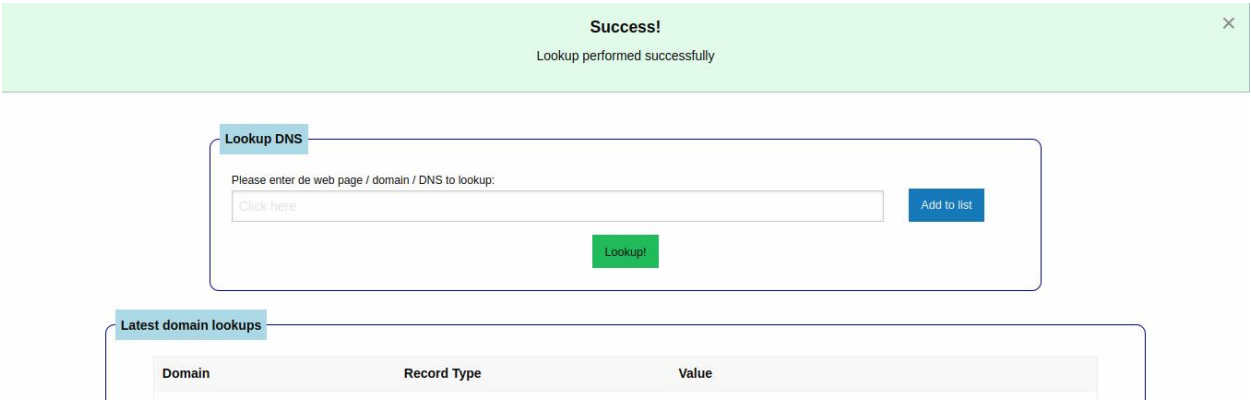 Success!
×
Lookup performed successfully
Lookup DNS
Please enter de web page / domain / DNS to lookup:
Click here
Add to list
Lookup!
Latest domain lookups
Domain Record Type Value